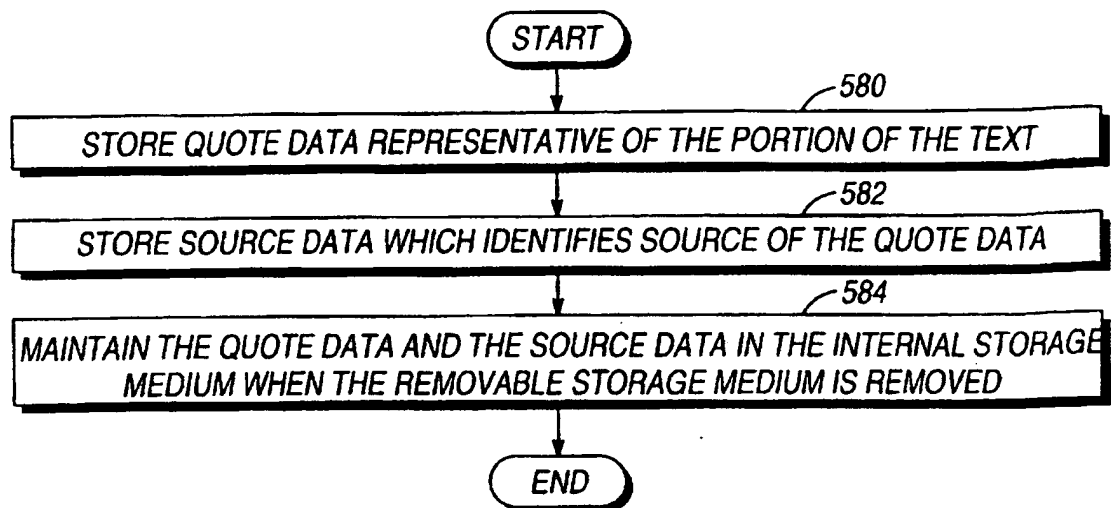 START
580
STORE QUOTE DATA REPRESENTATIVE OF THE PORTION OF THE TEXT
582
STORE SOURCE DATA WHICH IDENTIFIES SOURCE OF THE QUOTE DATA
584
MAINTAIN THE QUOTE DATA AND THE SOURCE DATA IN THE INTERNAL STORAGE
MEDIUM WHEN THE REMOVABLE STORAGE MEDIUM IS REMOVED
END